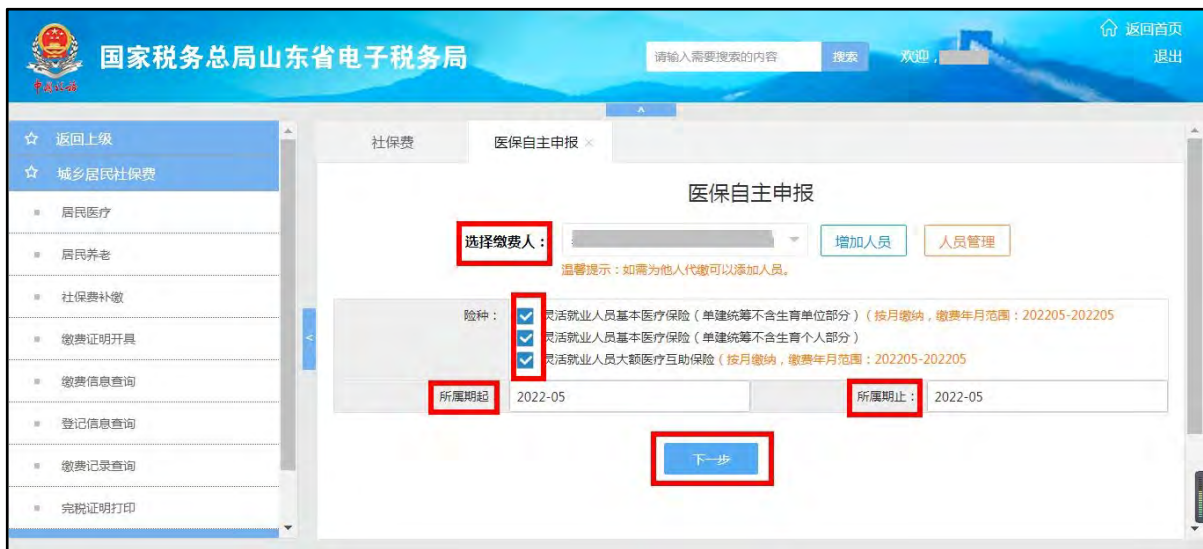 返回首页
国家税务总局山东省电子税务局
请输入需要搜索的内容 搜索 欢迎，
退出
返回上级
城乡居民社保费
居民医疗
居民养老
社保费补缴
缴费证明开具
缴费信息查询
登记信息查询
缴费记录查询
完税证明打印
社保费 医保自主申报 ×
医保自主申报
选择缴费人： 增加人员 人员管理
温馨提示：如需为他人代缴可以添加人员。
险种： 灵活就业人员基本医疗保险（单建统筹不含生育单位部分）（按月缴纳，缴费年月范围：202205-202205
灵活就业人员基本医疗保险（单建统筹不含生育个人部分）
灵活就业人员大额医疗互助保险（按月缴纳，缴费年月范围：202205-202205
所属期起 2022-05 所属期止： 2022-05
下一步